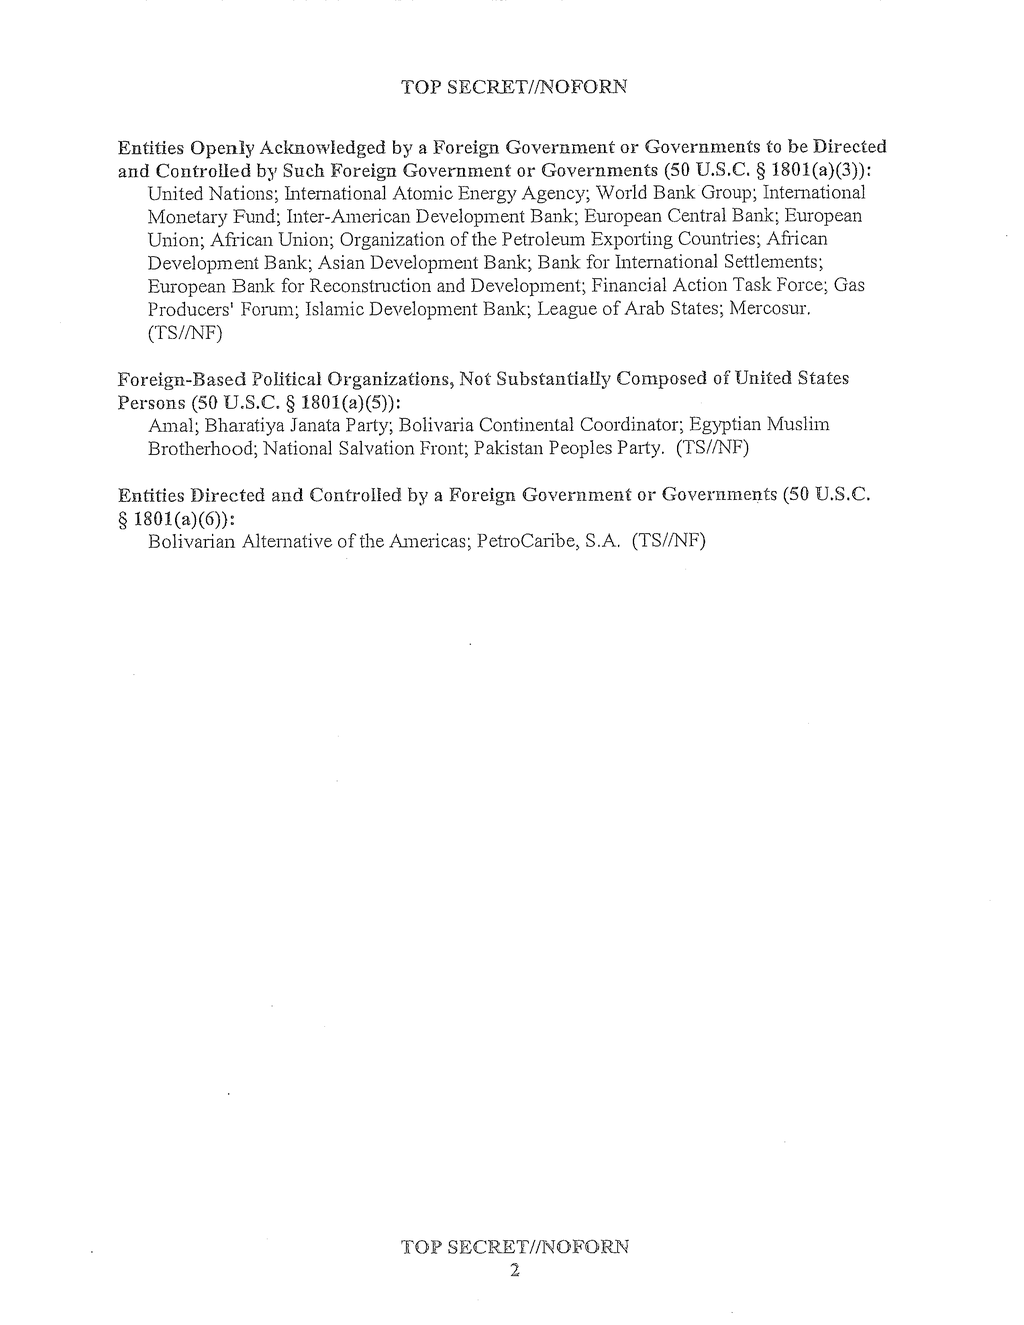 TOP SECRET//NOFORN
Entities Openly Acknowledged by a Foreign Government or Governments to be Directed
and Controlled by Such Foreign Government or Governments (50 U.S.C. § 1801(a)(3)):
United Nations; International Atomic Energy Agency; World Bank Group; International
Monetary Fund; Inter-American Development Bank; European Central Bank; European
Union; African Union; Organization of the Petroleum Exporting Countries; African
Development Bank; Asian Development Bank; Bank for International Settlements;
European Bank for Reconstruction and Development; Financial Action Task Force; Gas
Producers' Forum; Islamic Development Bank; League of Arab States; Mercosur.
(TS//NF)
Foreign-Based Political Organizations, Not Substantially Composed of United States
Persons (50 U.S.C. § 1801(a)(5)):
Amal; Bharatiya Janata Party; Bolivaria Continental Coordinator; Egyptian Muslim
Brotherhood; National Salvation Front; Pakistan Peoples Party. (TS//NF)
Entities Directed and Controlled by a Foreign Government or Governments (50 U.S.C.
§ 1801(a)(6)):
Bolivarian Alternative of the Americas; PetroCaribe, S.A. (TS//NF)
TOP SECRET//NOFORN
2